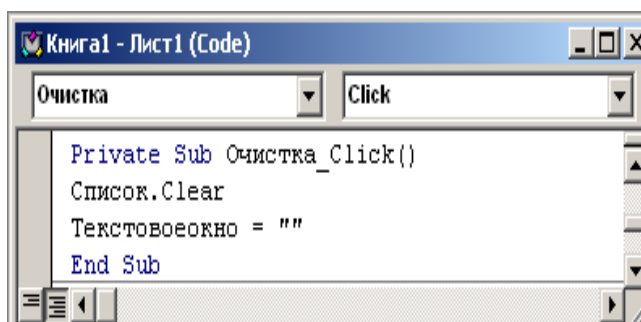 Книга1 - Лист1 (Code)
Очистка Click
Private Sub Очистка_Click()
Список.Clear
Текстовоеокно = ""
End Sub